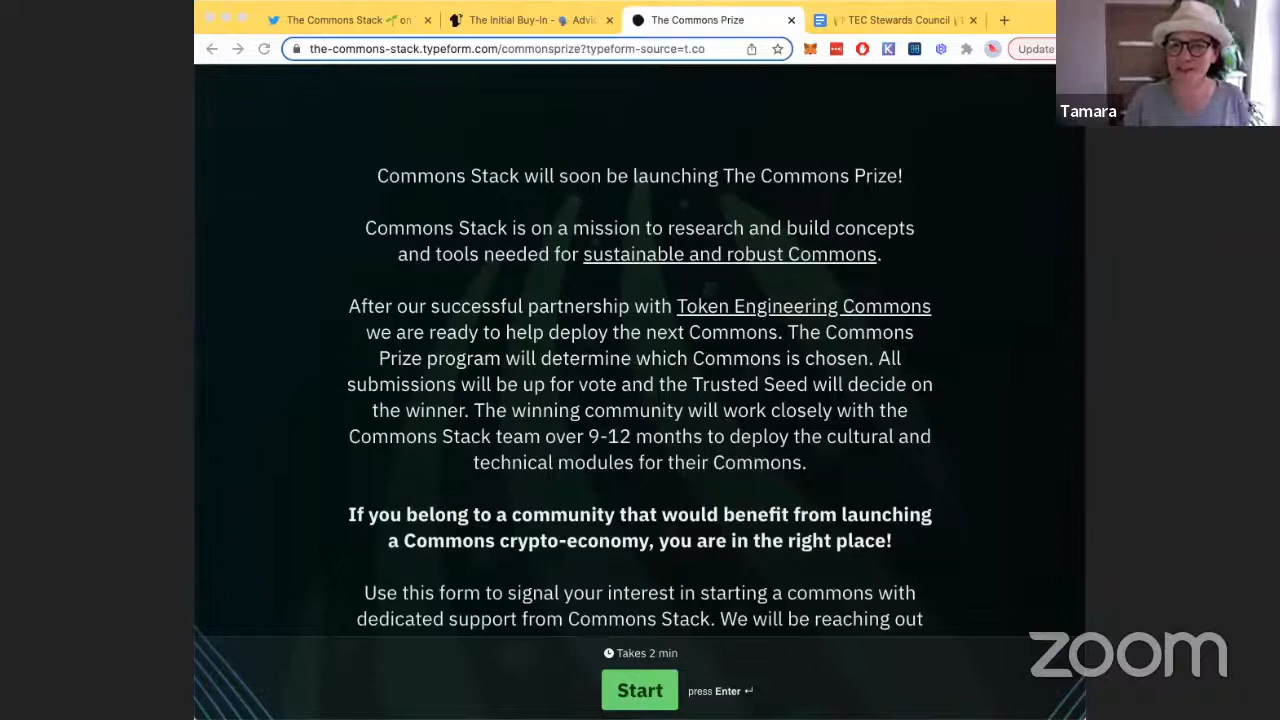 The Commons Stack 🌱 on
The Initial Buy-in - 🗣 Advic
The Commons Prize
TEC Stewards Council
the-commons-stack.typeform.com/commonsprize?typeform-source=t.co
Update
Tamara
Commons Stack will soon be launching The Commons Prize!
Commons Stack is on a mission to research and build concepts
and tools needed for sustainable and robust Commons.
After our successful partnership with Token Engineering Commons
we are ready to help deploy the next Commons. The Commons
Prize program will determine which Commons is chosen. All
submissions will be up for vote and the Trusted Seed will decide on
the winner. The winning community will work closely with the
Commons Stack team over 9-12 months to deploy the cultural and
technical modules for their Commons.
If you belong to a community that would benefit from launching
a Commons crypto-economy, you are in the right place!
Use this form to signal your interest in starting a commons with
dedicated support from Commons Stack. We will be reaching out
Takes 2 min
Start
press Enter ↵
zoom